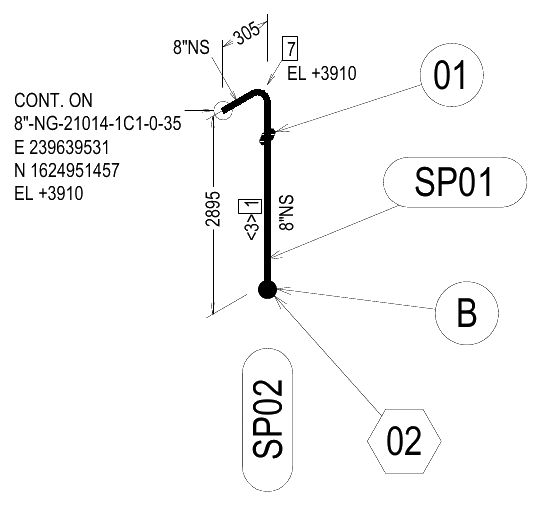 305
8"NS
7
EL +3910
01
CONT. ON
8"-NG-21014-1C1-0-35
E 239639531
N 1624951457
EL +3910
SP01
2895
<3> 1
8"NS
B
SP02
02